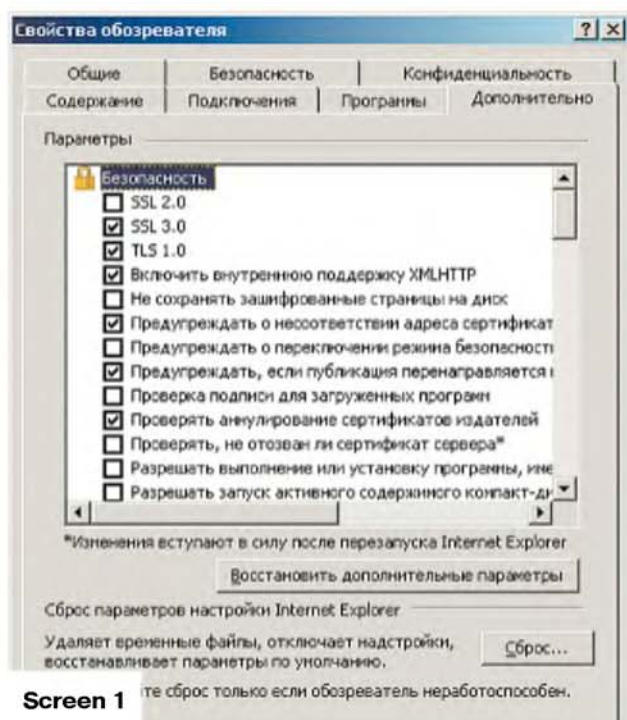 Свойства обозревателя
Общие Безопасность Конфиденциальность
Содержание Подключения Программы Дополнительно
Параметры
Безопасность
SSL 2.0
SSL 3.0
TLS 1.0
Включить внутреннюю поддержку XMLHTTP
Не сохранять зашифрованные страницы на диск
Предупреждать о несоответствии адреса сертификат
Предупреждать о переключении режима безопасност
Предупреждать, если публикация перенаправляется
Проверка подписи для загруженных программ
Проверять аннулирование сертификатов издателей
Проверять, не отозван ли сертификат сервера*
Разрешать выполнение или установку программы, име
Разрешать запуск активного содержимого компакт-ди
*Изменения вступают в силу после перезапуска Internet Explorer
Восстановить дополнительные параметры
Сброс параметров настройки Internet Explorer
Удаляет временные файлы, отключает надстройки,
восстанавливает параметры по умолчанию.
Сброс...
те сброс только если обозреватель неработоспособен.
Screen 1